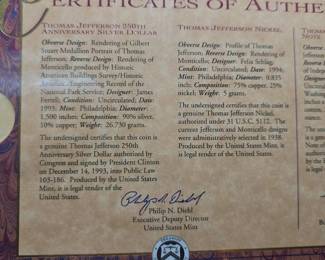 CERTIFICATES OF AUTHE
THOMAS JEFFERSON 250TH
ANNIVERSARY SILVER DOLLAR
Obverse Design: Rendering of Gilbert
Stuart Medallion Portrait of Thomas
Jefferson; Reverse Design: Rendering
of Monticello produced by Historic
American Buildings Survey/Historic
American Engineering Record of the
National Park Service; Designer: James
Ferrell; Condition: Uncirculated; Date:
1993; Mint: Philadelphia; Diameter:
1.500 inches; Composition: 90% silver,
10% copper; Weight: 26.730 grams.
The undersigned certifies that this coin is
a genuine Thomas Jefferson 250th
Anniversary Silver Dollar authorized by
Congress and signed by President Clinton
on December 14, 1993, into Public Law
103-186. Produced by the United States
Mint, it is legal tender of the United
States.
THOMAS JEFFERSON NICKEL
Obverse Design: Profile of Thomas
Jefferson; Reverse Design: Rendering of
Monticello; Designer: Felix Schlag;
Condition: Uncirculated; Date: 1994;
Mint: Philadelphia; Diameter: 0.835
inch; Composition: 75% copper, 25%
nickel; Weight: 5 grams.
The undersigned certifies that this coin is
a genuine Thomas Jefferson Nickel,
authorized under 31 U.S.C. 5112. The
current Jefferson and Monticello designs
were administratively selected in 1938.
Produced by the United States Mint, it is
legal tender of the United States.
Philip N. Diehl
Philip N. Diehl
Executive Deputy Director
United States Mint
THOMA
NOTE